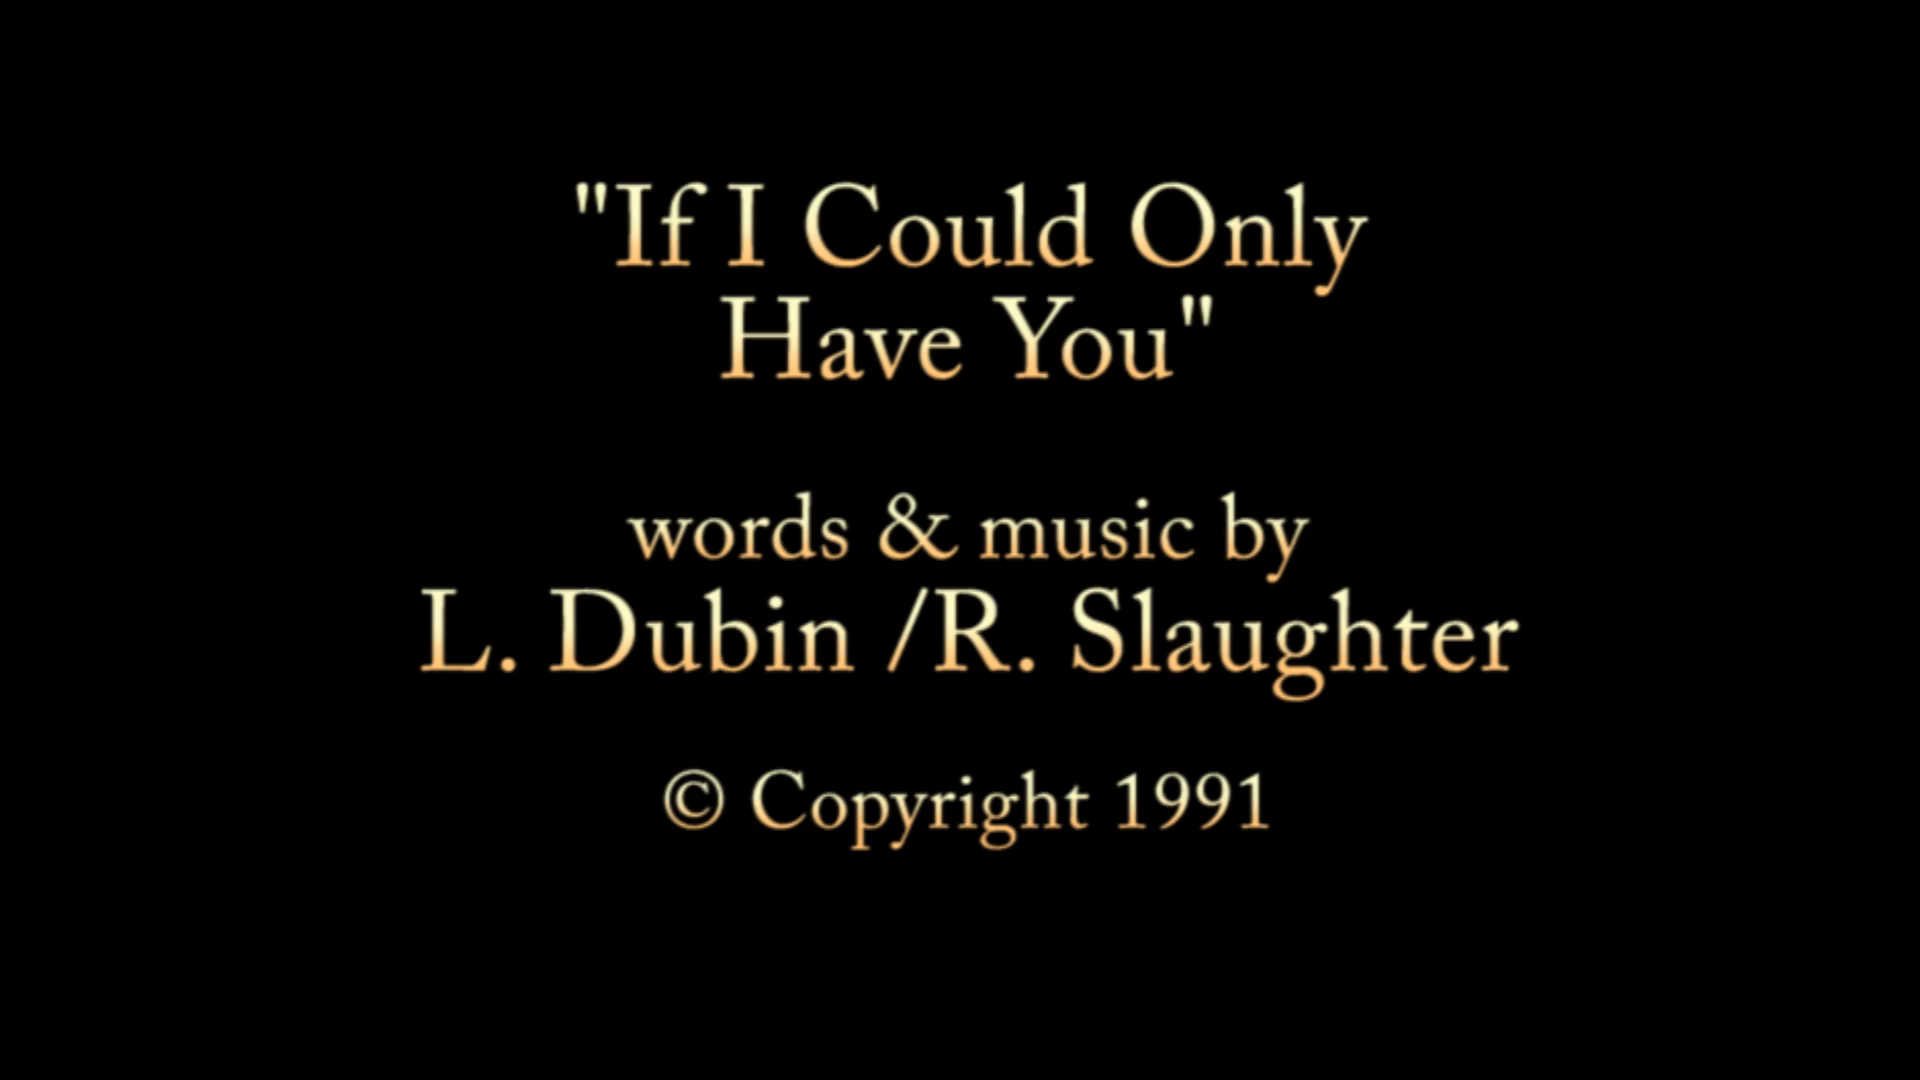 "If I Could Only
Have You"
words & music by
L. Dubin /R. Slaughter
© Copyright 1991